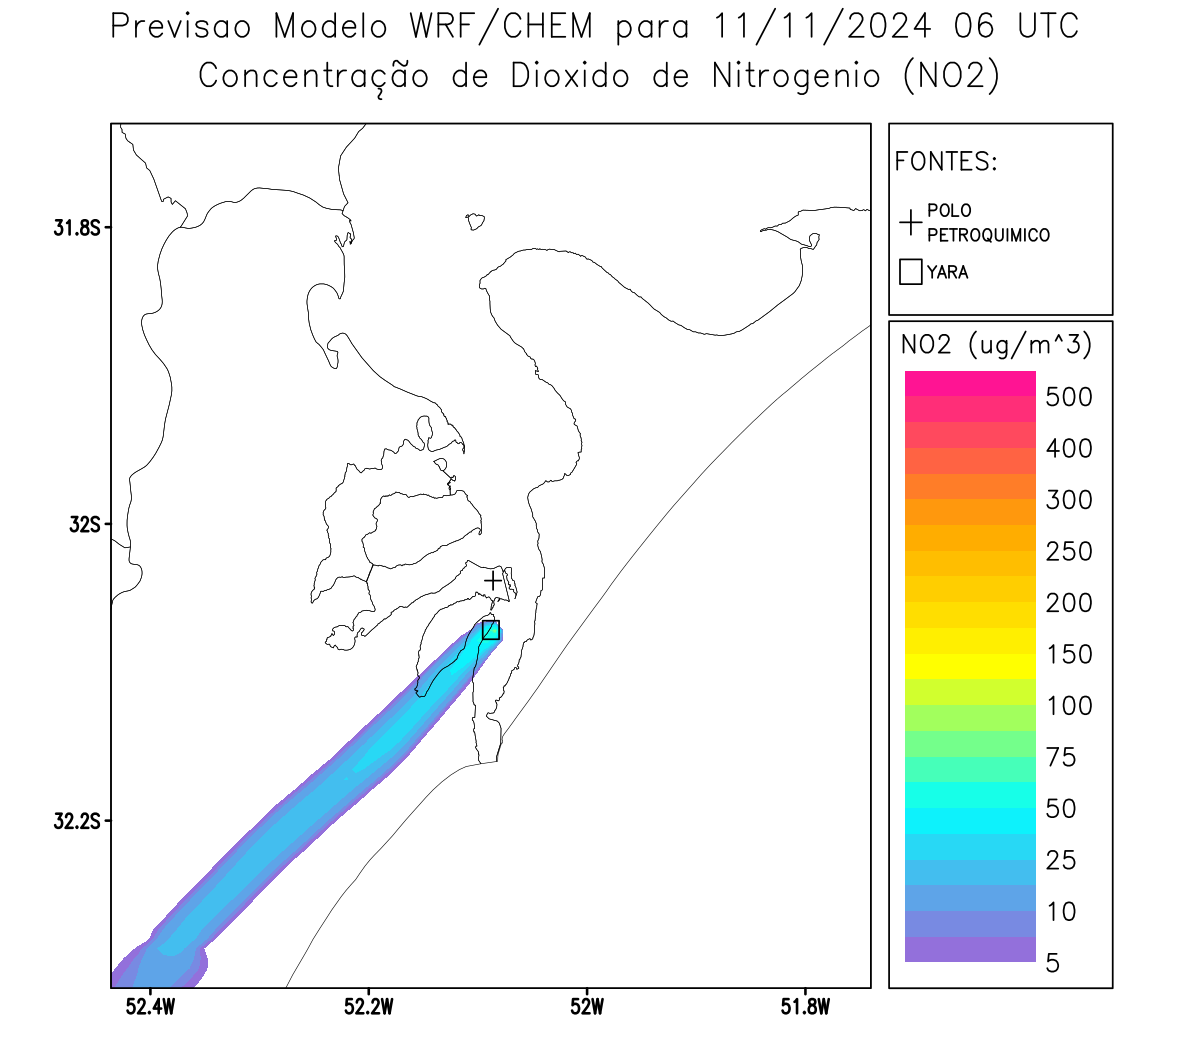 Previsao Modelo WRF/CHEM para 11/11/2024 06 UTC
Concentração de Dioxido de Nitrogenio (NO2)
FONTES:
POLO
PETROQUIMICO
YARA
NO2 (ug/m^3)
500
400
300
250
200
150
100
75
50
25
10
5
31.8S
32S
32.2S
52.4W
52.2W
52W
51.8W